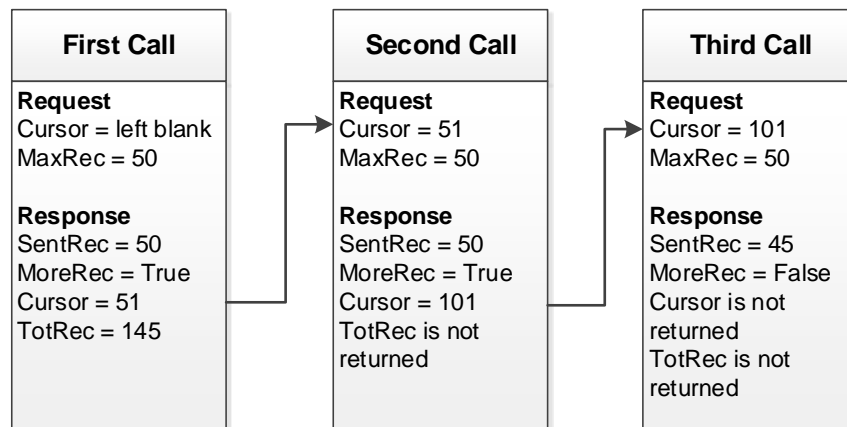 First Call
Request
Cursor = left blank
MaxRec = 50
Response
SentRec = 50
MoreRec = True
Cursor = 51
TotRec = 145
Second Call
Request
Cursor = 51
MaxRec = 50
Response
SentRec = 50
MoreRec = True
Cursor = 101
TotRec is not
returned
Third Call
Request
Cursor = 101
MaxRec = 50
Response
SentRec = 45
MoreRec = False
Cursor is not
returned
TotRec is not
returned